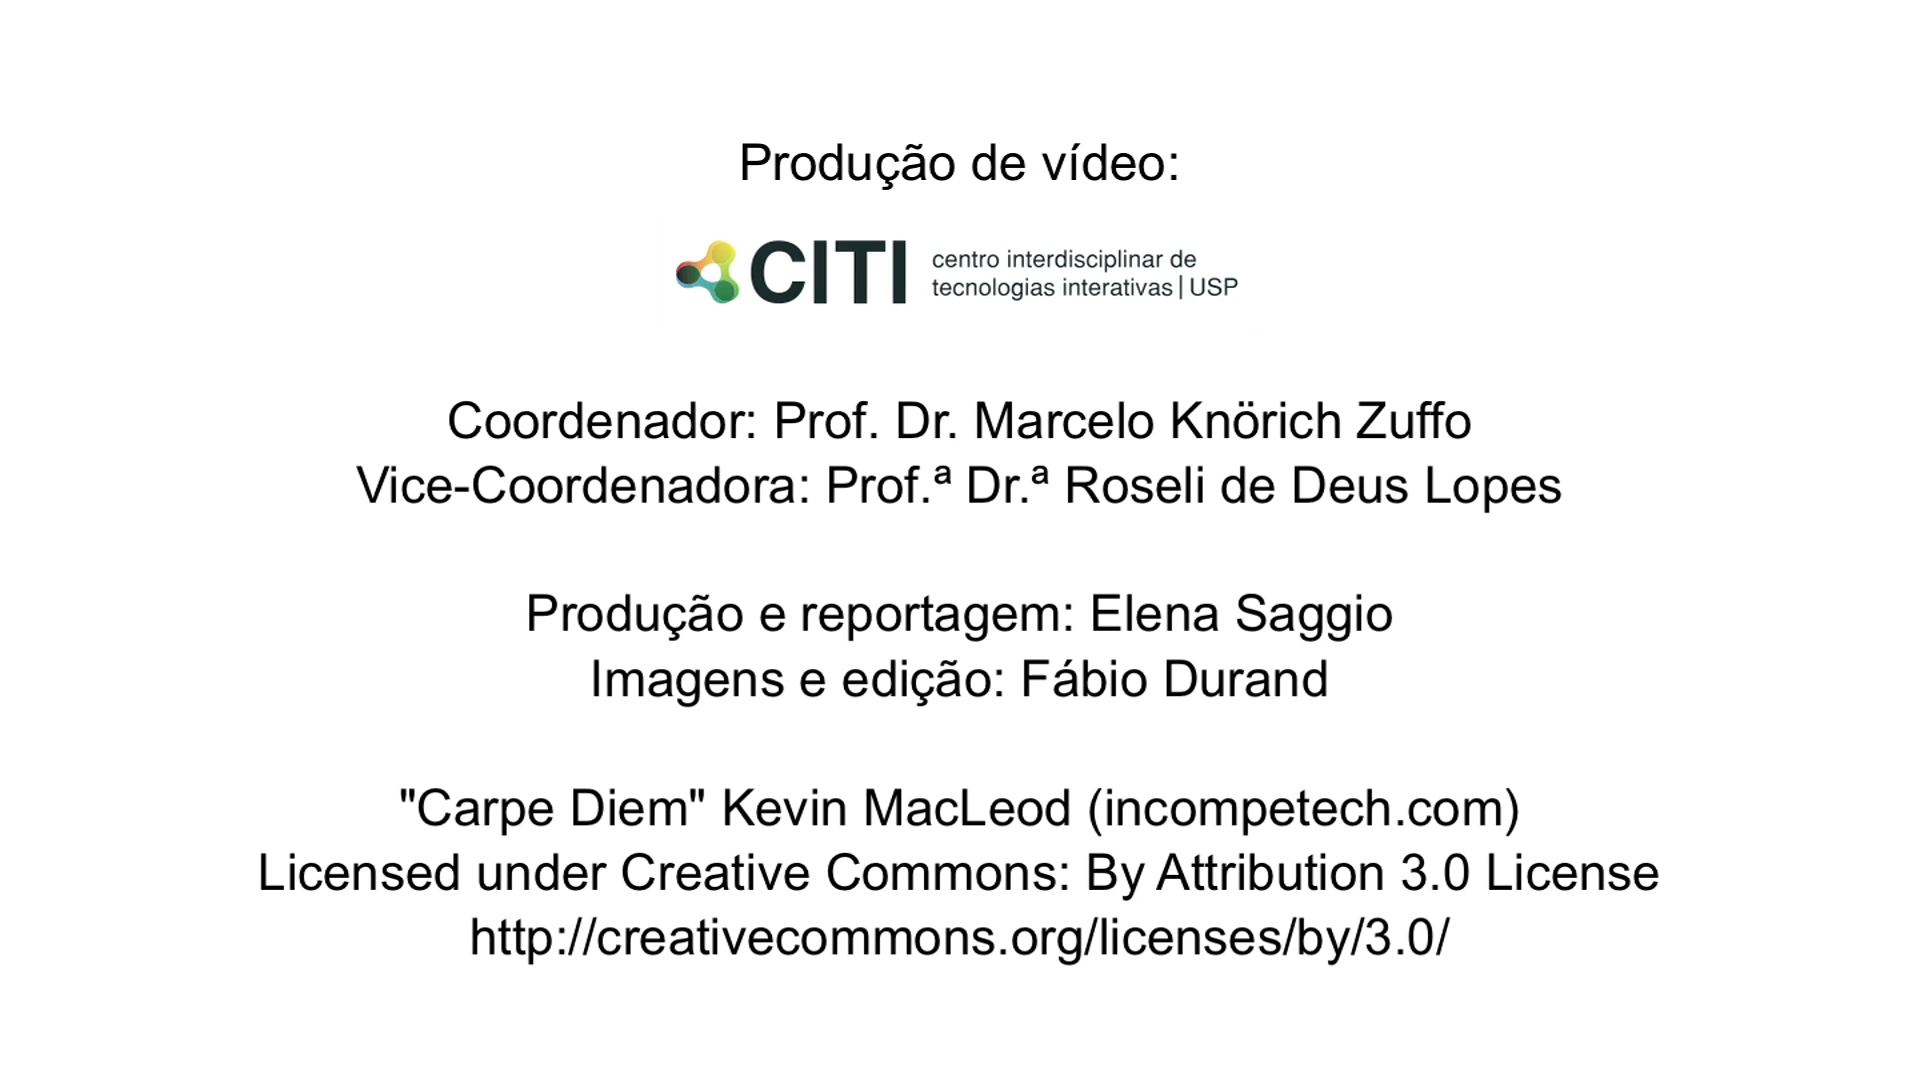 Produção de vídeo:
CITI
centro interdisciplinar de
tecnologias interativas | USP
Coordenador: Prof. Dr. Marcelo Knörich Zuffo
Vice-Coordenadora: Prof.ª Dr.ª Roseli de Deus Lopes
Produção e reportagem: Elena Saggio
Imagens e edição: Fábio Durand
"Carpe Diem" Kevin MacLeod (incompetech.com)
Licensed under Creative Commons: By Attribution 3.0 License
http://creativecommons.org/licenses/by/3.0/